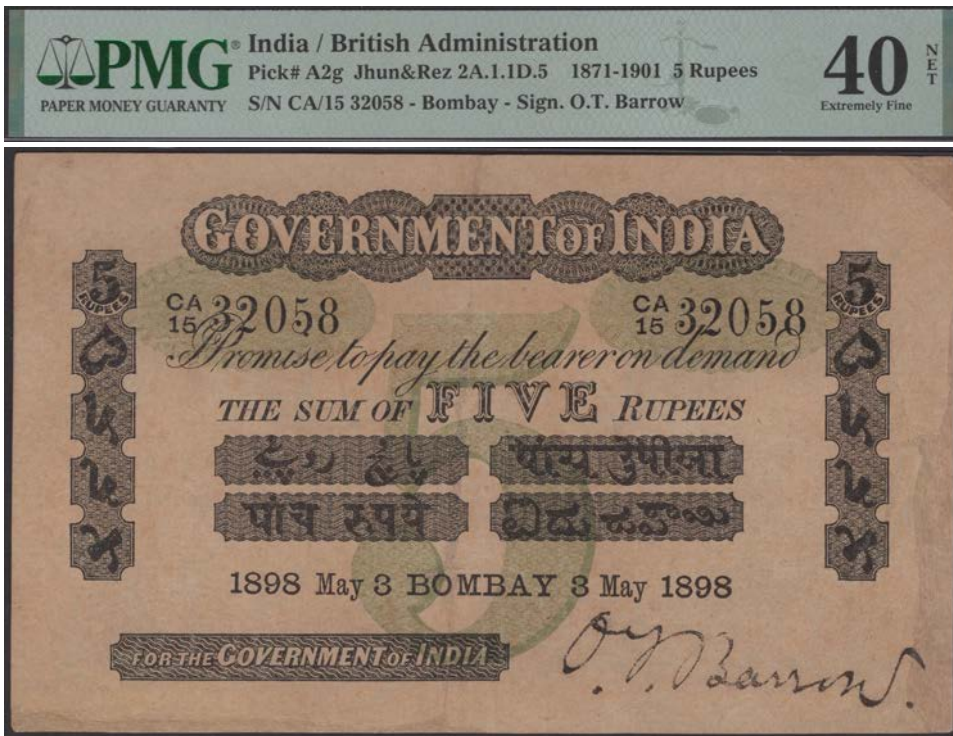 PMG® India / British Administration
Pick# A2g Jhun&Rez 2A.1.1D.5 1871-1901 5 Rupees
PAPER MONEY GUARANTY S/N CA/15 32058 - Bombay - Sign. O.T. Barrow
40 NET
Extremely Fine
GOVERNMENT OF INDIA
5 RUPEES 5 RUPEES
CA 15 32058 CA 15 32058
I Promise to pay the bearer on demand
THE SUM OF FIVE RUPEES
पांच रुपये
1898 May 3 BOMBAY 3 May 1898
FOR THE GOVERNMENT OF INDIA
O.T. Barrow.